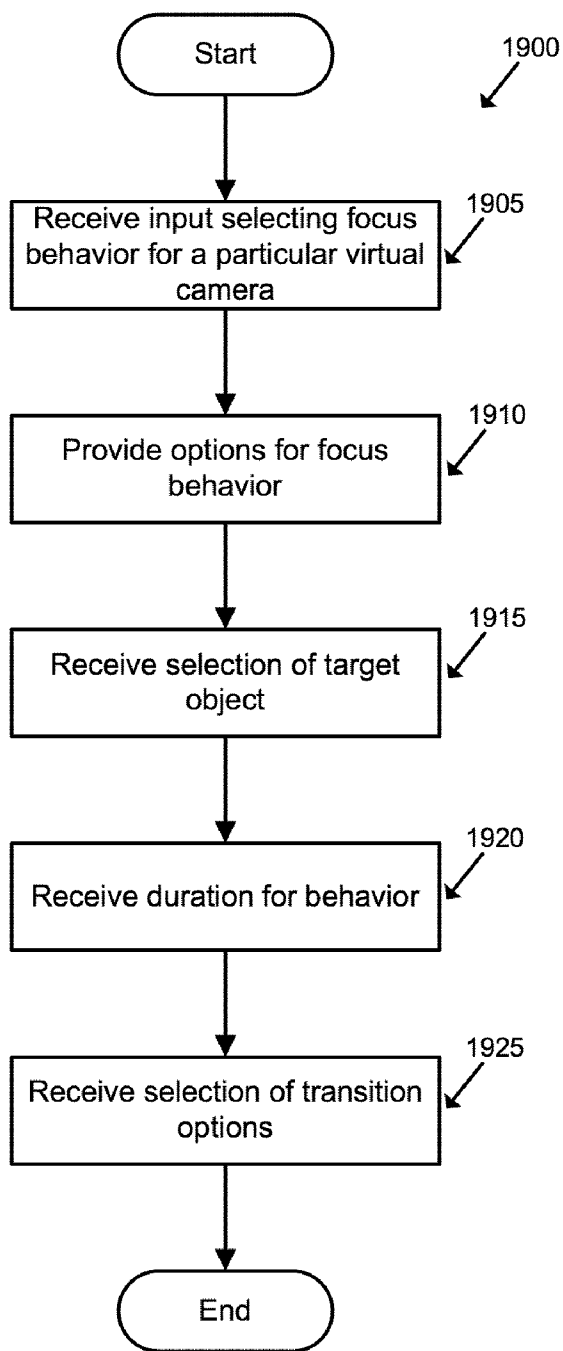 Start
1900
1905
Receive input selecting focus
behavior for a particular virtual
camera
1910
Provide options for focus
behavior
1915
Receive selection of target
object
1920
Receive duration for behavior
1925
Receive selection of transition
options
End